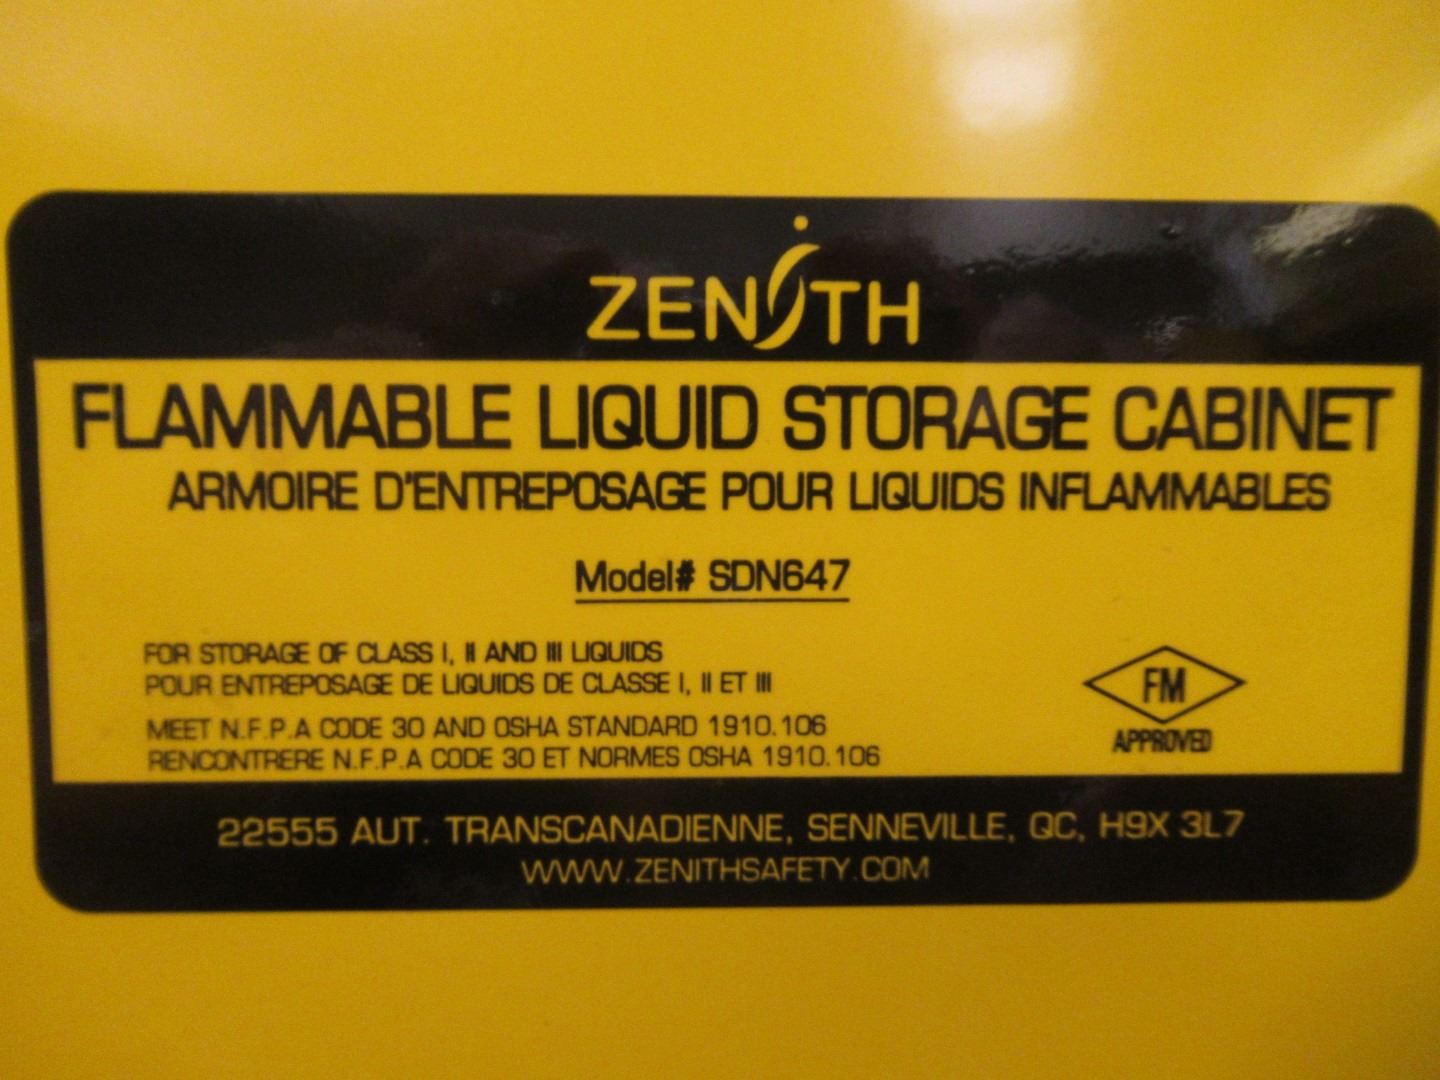 ZENITH
FLAMMABLE LIQUID STORAGE CABINET
ARMOIRE D'ENTREPOSAGE POUR LIQUIDS INFLAMMABLES
Model# SDN647
FOR STORAGE OF CLASS I, II AND III LIQUIDS
POUR ENTREPOSAGE DE LIQUIDS DE CLASSE I, II ET III
MEET N.F.P.A CODE 30 AND OSHA STANDARD 1910.106
RENCONTRERE N.F.P.A CODE 30 ET NORMES OSHA 1910.106
FM
APPROVED
22555 AUT. TRANSCANADIENNE, SENNEVILLE, QC, H9X 3L7
WWW.ZENITHSAFETY.COM